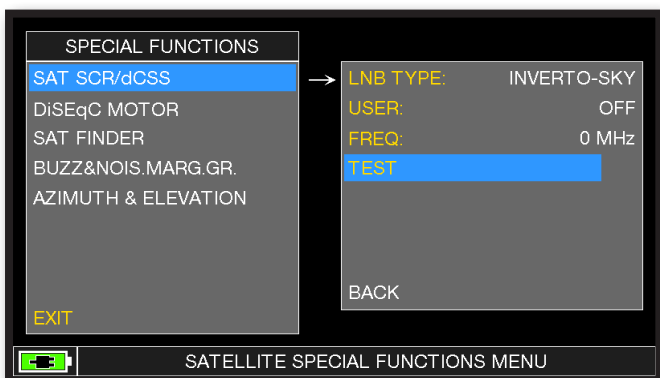 SPECIAL FUNCTIONS
SAT SCR/dCSS
DiSEqC MOTOR
SAT FINDER
BUZZ&NOIS.MARG.GR.
AZIMUTH & ELEVATION
EXIT
→ LNB TYPE: INVERTO-SKY
USER: OFF
FREQ: 0 MHz
TEST
BACK
SATELLITE SPECIAL FUNCTIONS MENU